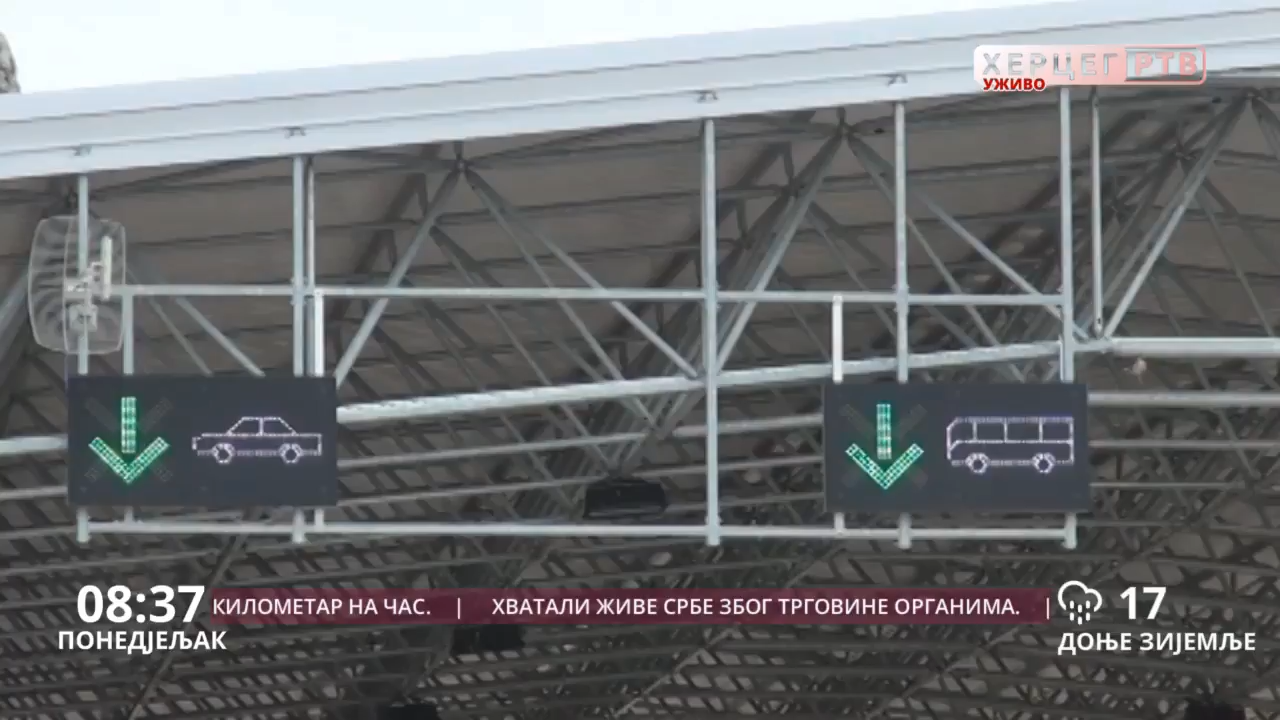 ХЕРЦЕГ РТВ
УЖИВО
08:37
КИЛОМЕТАР НА ЧАС. | ХВАТАЛИ ЖИВЕ СРБЕ ЗБОГ ТРГОВИНЕ ОРГАНИМА. |
17
ПОНЕДЈЕЉАК
ДОЊЕ ЗИЈЕМЉЕ